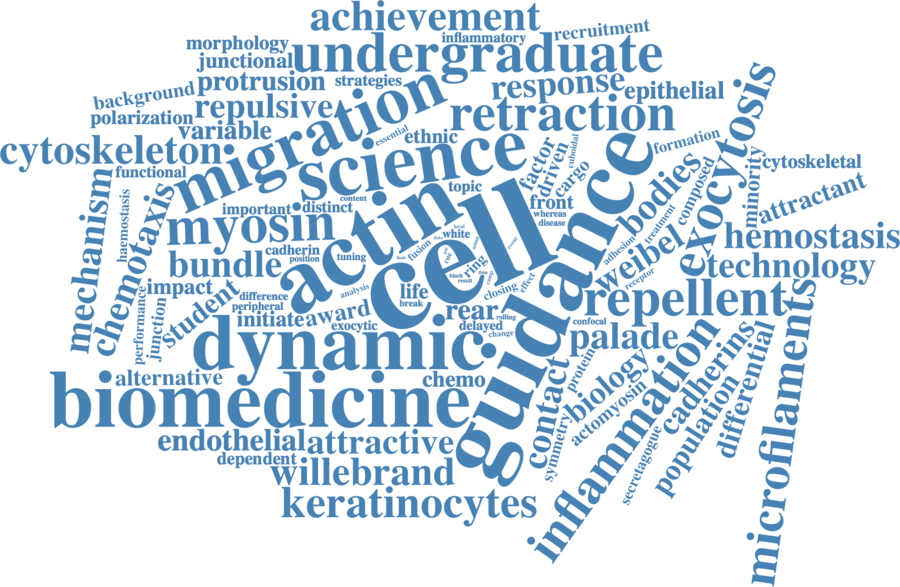 achievement
inflammatory
recruitment
morphology
undergraduate
junctional
protrusion
strategies
response
epithelial
background
repulsive
migration
retraction
polarization
variable
essential
ethnic
cytoskeleton
science
factor
driven
cargo
cuboidal
formation
exocytosis
functional
content
topic
front
whereas
disease
bodies
composed
minority
cytoskeletal
mechanism
haemostasis
chemotaxis
important
distinct
myosin
actin
cell
guidance
attractant
cadherin
position
tuning
fusion
local
white
adhesion
treatment
weibel
receptor
hemostasis
bundle
technology
impact
student
difference
peripheral
analysis
life
break
black
result
ring
closing
effect
event
repellent
performance
junction
initiate
award
exocytic
rear
rolling
delayed
change
confocal
palade
dynamic
alternative
chemo
contact
protein
biology
actomyosin
symmetry
inflammation
cadherins
differential
population
secretagogue
microfilaments
biomedicine
endothelial
attractive
dependent
willebrand
keratinocytes